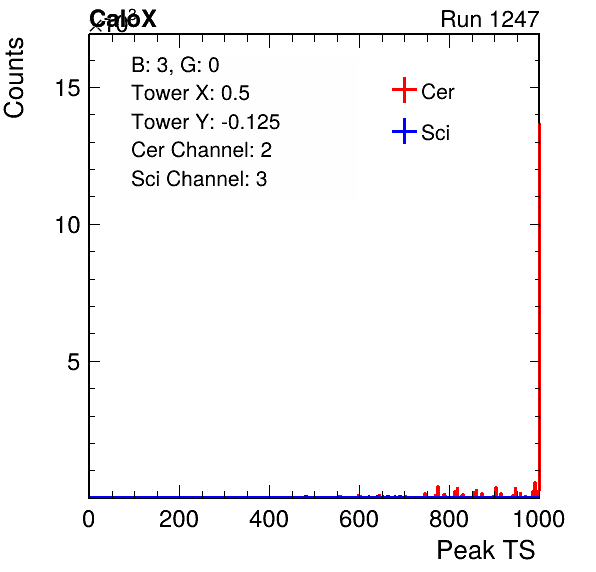 CaloX
×10³
Run 1247
Counts
B: 3, G: 0
Tower X: 0.5
Tower Y: -0.125
Cer Channel: 2
Sci Channel: 3
Cer
Sci
15
10
5
0 200 400 600 800 1000
Peak TS